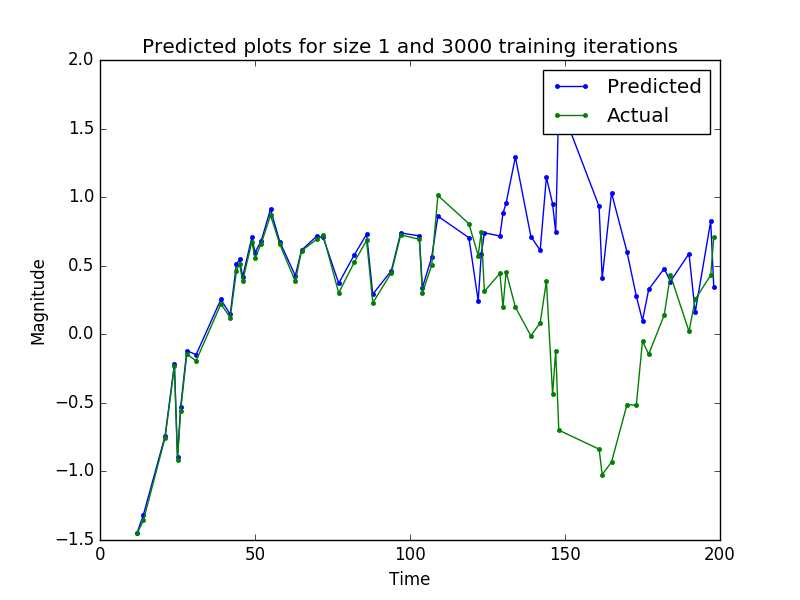 Predicted plots for size 1 and 3000 training iterations
2.0
Predicted
Actual
1.5
1.0
0.5
0.0
−0.5
−1.0
−1.5
Magnitude
0 50 100 150 200
Time